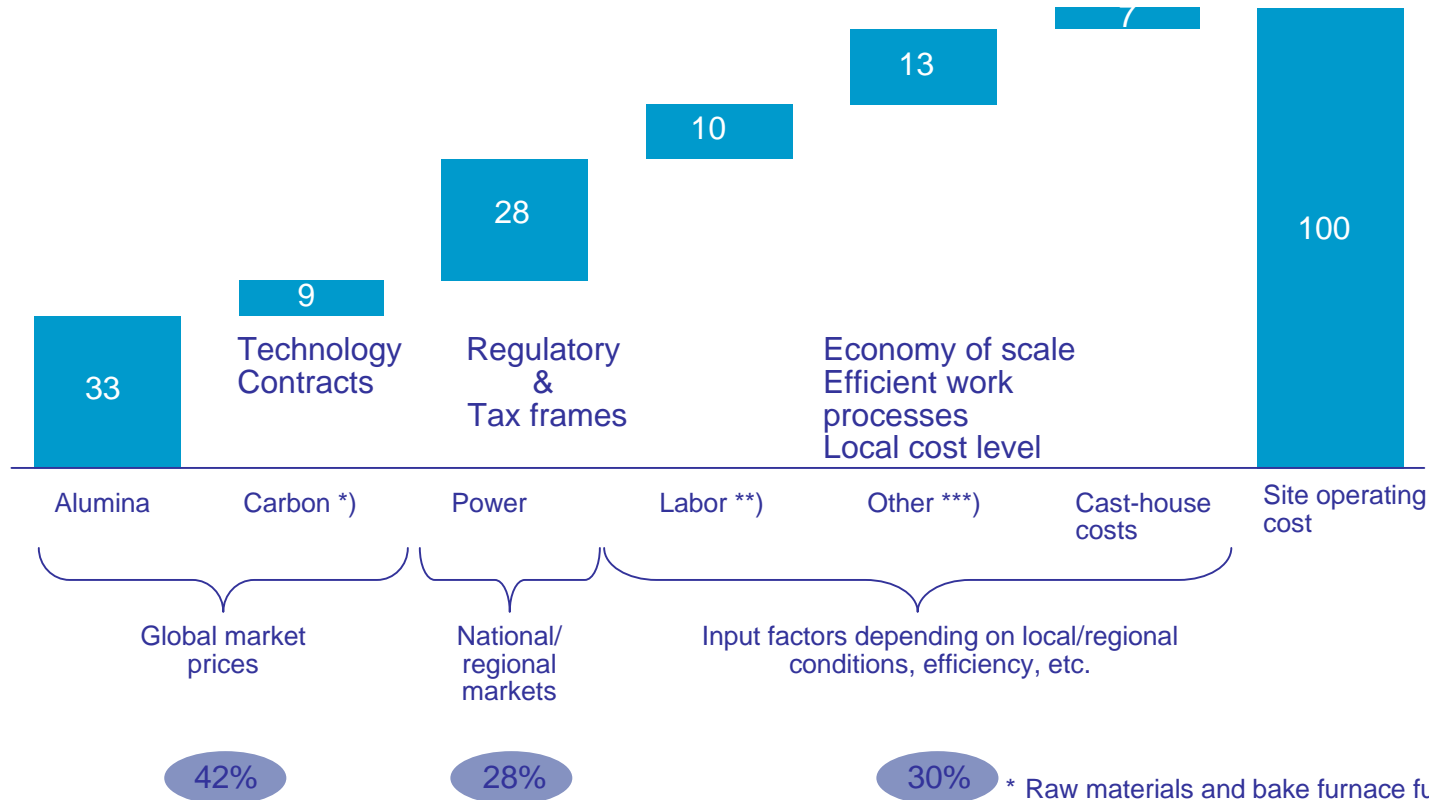 7
13
10
28
100
9
33
Technology
Contracts
Regulatory
&
Tax frames
Economy of scale
Efficient work
processes
Local cost level
Alumina
Carbon *)
Power
Labor **)
Other ***)
Cast-house
costs
Site operating
cost
Global market
prices
National/
regional
markets
Input factors depending on local/regional
conditions, efficiency, etc.
42%
28%
30%
* Raw materials and bake furnace